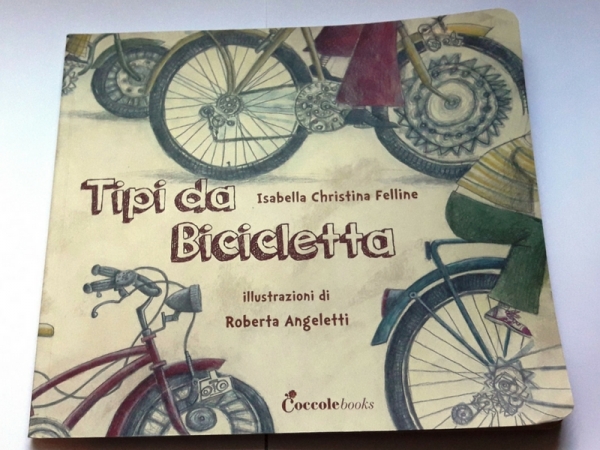 Tipi da
Isabella Christina Felline
Bicicletta
illustrazioni di
Roberta Angeletti
Coccolebooks